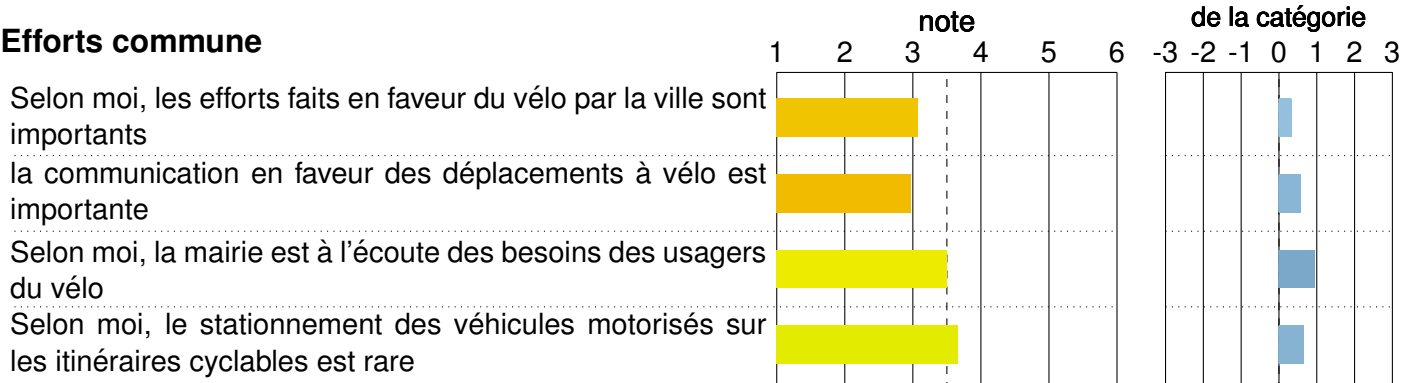 note
de la catégorie
Efforts commune
1 2 3 4 5 6
-3 -2 -1 0 1 2 3
Selon moi, les efforts faits en faveur du vélo par la ville sont
importants
la communication en faveur des déplacements à vélo est
importante
Selon moi, la mairie est à l'écoute des besoins des usagers
du vélo
Selon moi, le stationnement des véhicules motorisés sur
les itinéraires cyclables est rare